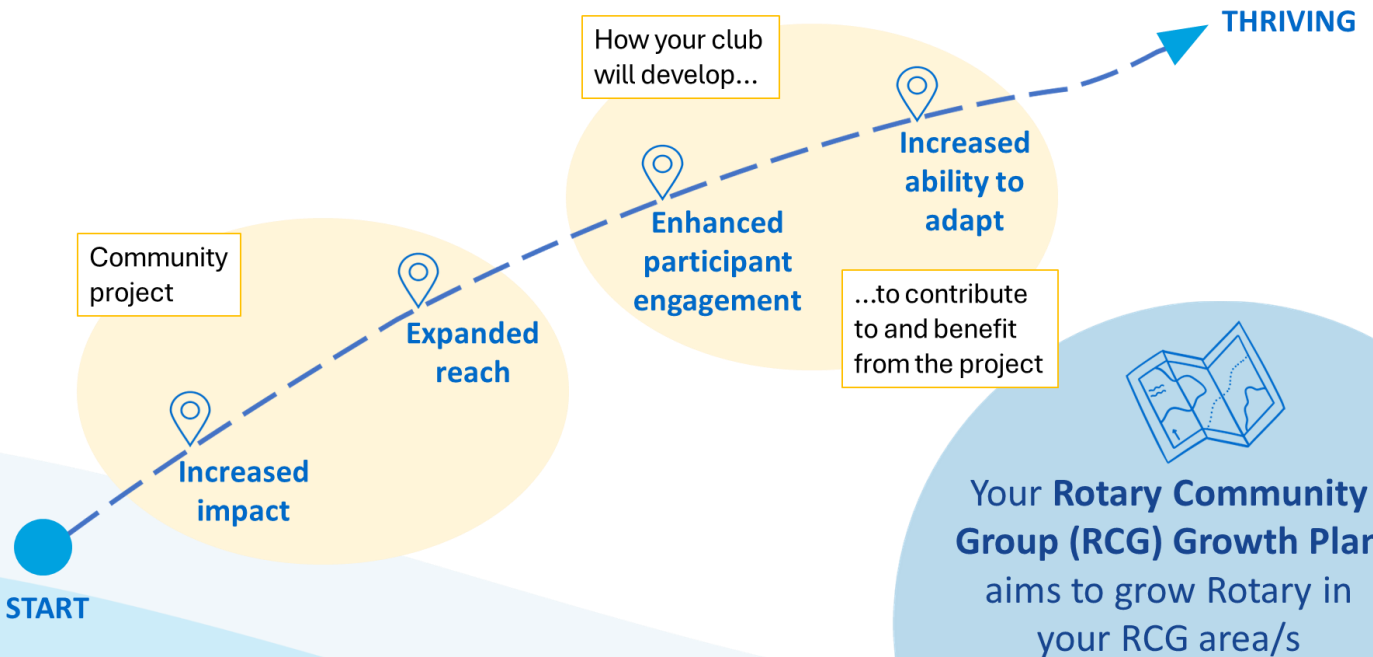 THRIVING
How your club
will develop...
Increased
ability to
adapt
Enhanced
participant
engagement
...to contribute
to and benefit
from the project
Community
project
Expanded
reach
Increased
impact
START
Your Rotary Community
Group (RCG) Growth Plan
aims to grow Rotary in
your RCG area/s